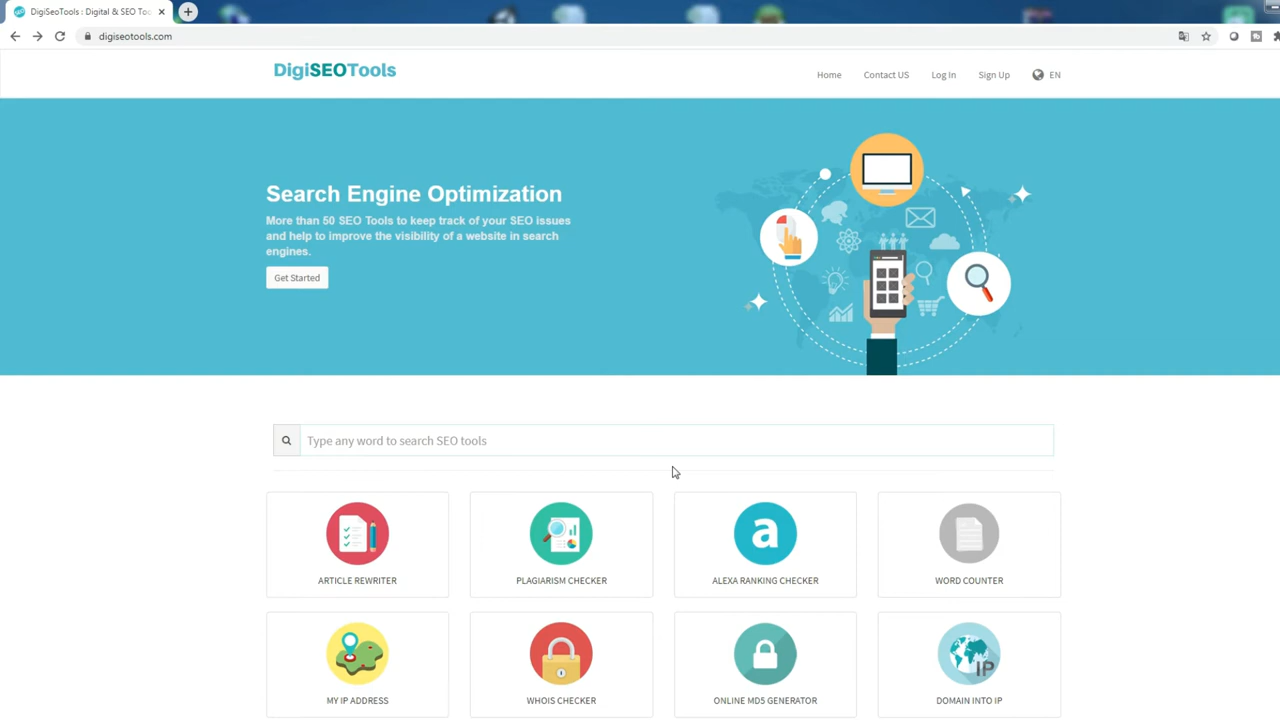 DigiSeoTools : Digital & SEO Too
digiseotools.com
DigiSEOTools
Home
Contact US
Log In
Sign Up
EN
Search Engine Optimization
More than 50 SEO Tools to keep track of your SEO issues
and help to improve the visibility of a website in search
engines.
Get Started
Type any word to search SEO tools
a
ARTICLE REWRITER
PLAGIARISM CHECKER
ALEXA RANKING CHECKER
WORD COUNTER
IP
MY IP ADDRESS
WHOIS CHECKER
ONLINE MD5 GENERATOR
DOMAIN INTO IP